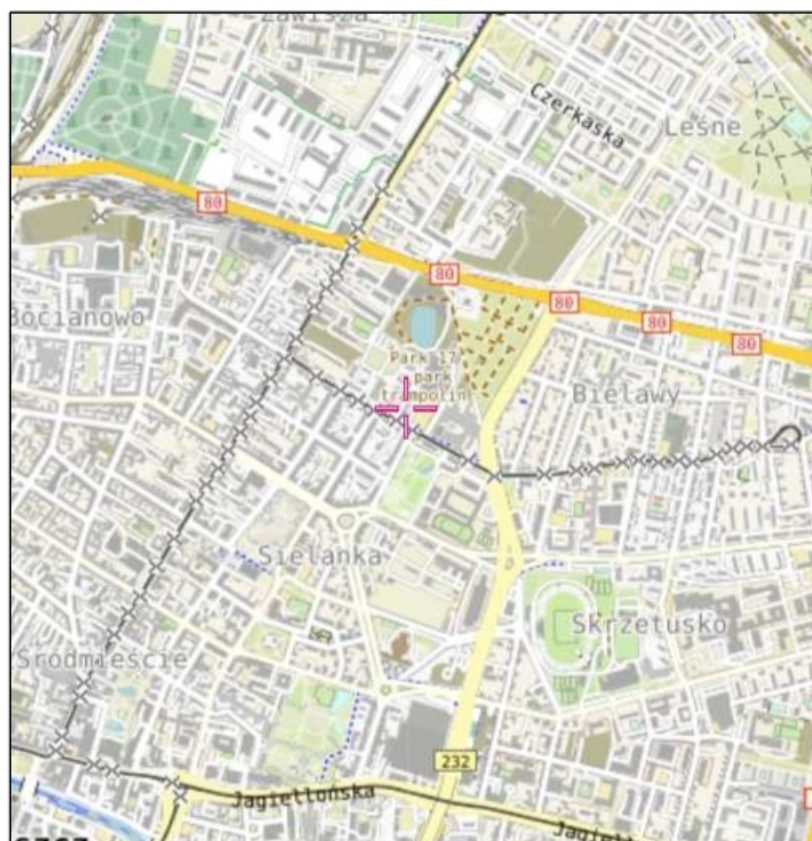 Zawisza
Czerkaska
Leśne
80
80
80
80
80
Bocianowo
Park 17
park
trampolin
Bielawy
Sielanka
Skrzetusko
Śródmieście
232
Jagiellońska